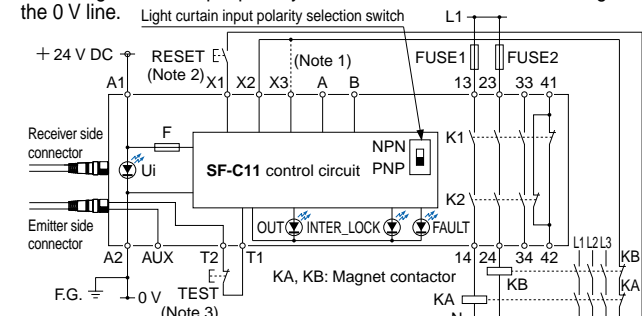 the 0 V line.
Light curtain input polarity selection switch
L1
+ 24 V DC
RESET
(Note 2)
(Note 1)
FUSE1
FUSE2
A1
X1
X2
X3
A
B
13
23
33
41
Receiver side
connector
F
Ui
NPN
PNP
K1
SF-C11 control circuit
K2
Emitter side
connector
OUT
INTER_LOCK
FAULT
A2
AUX
T2
T1
14
24
34
42
L1
L2
L3
KB
KA, KB: Magnet contactor
KB
KA
F.G.
0 V
TEST
(Note 3)
KA